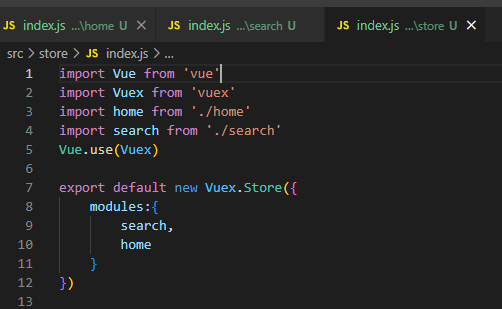 JS index.js ...\home U JS index.js ...\search U JS index.js ...\store U ×
src > store > JS index.js > ...
1 import Vue from 'vue'
2 import Vuex from 'vuex'
3 import home from './home'
4 import search from './search'
5 Vue.use(Vuex)
6
7 export default new Vuex.Store({
8 modules:{
9 search,
10 home
11 }
12 })
13